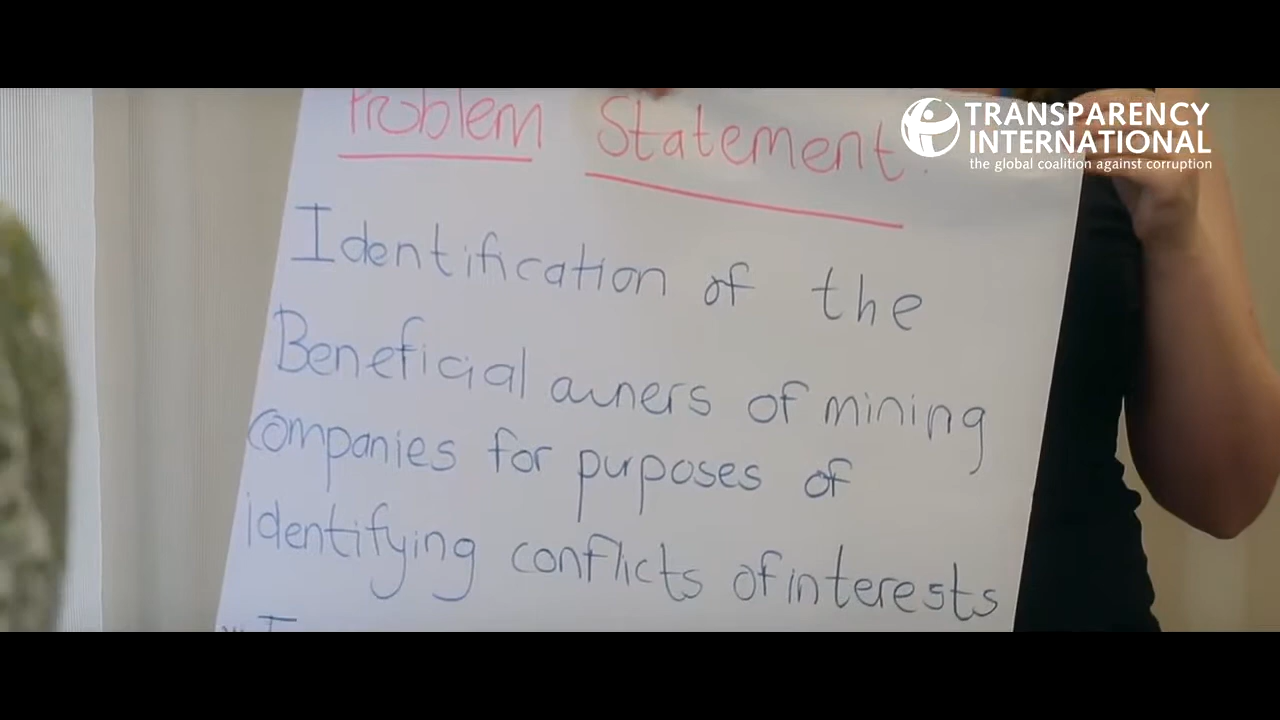 Problem Statement.
TRANSPARENCY
INTERNATIONAL
the global coalition against corruption
Identification of the
Beneficial owners of mining
companies for purposes of
identifying conflicts of interests